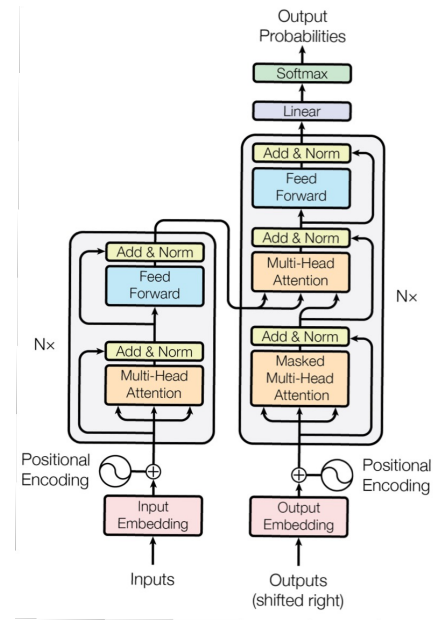 Output
Probabilities
Softmax
Linear
Add & Norm
Feed
Forward
Add & Norm
Multi-Head
Attention
Add & Norm
Masked
Multi-Head
Attention
N×
Add & Norm
Feed
Forward
Add & Norm
Multi-Head
Attention
N×
Positional
Encoding
Positional
Encoding
Input
Embedding
Output
Embedding
Inputs
Outputs
(shifted right)